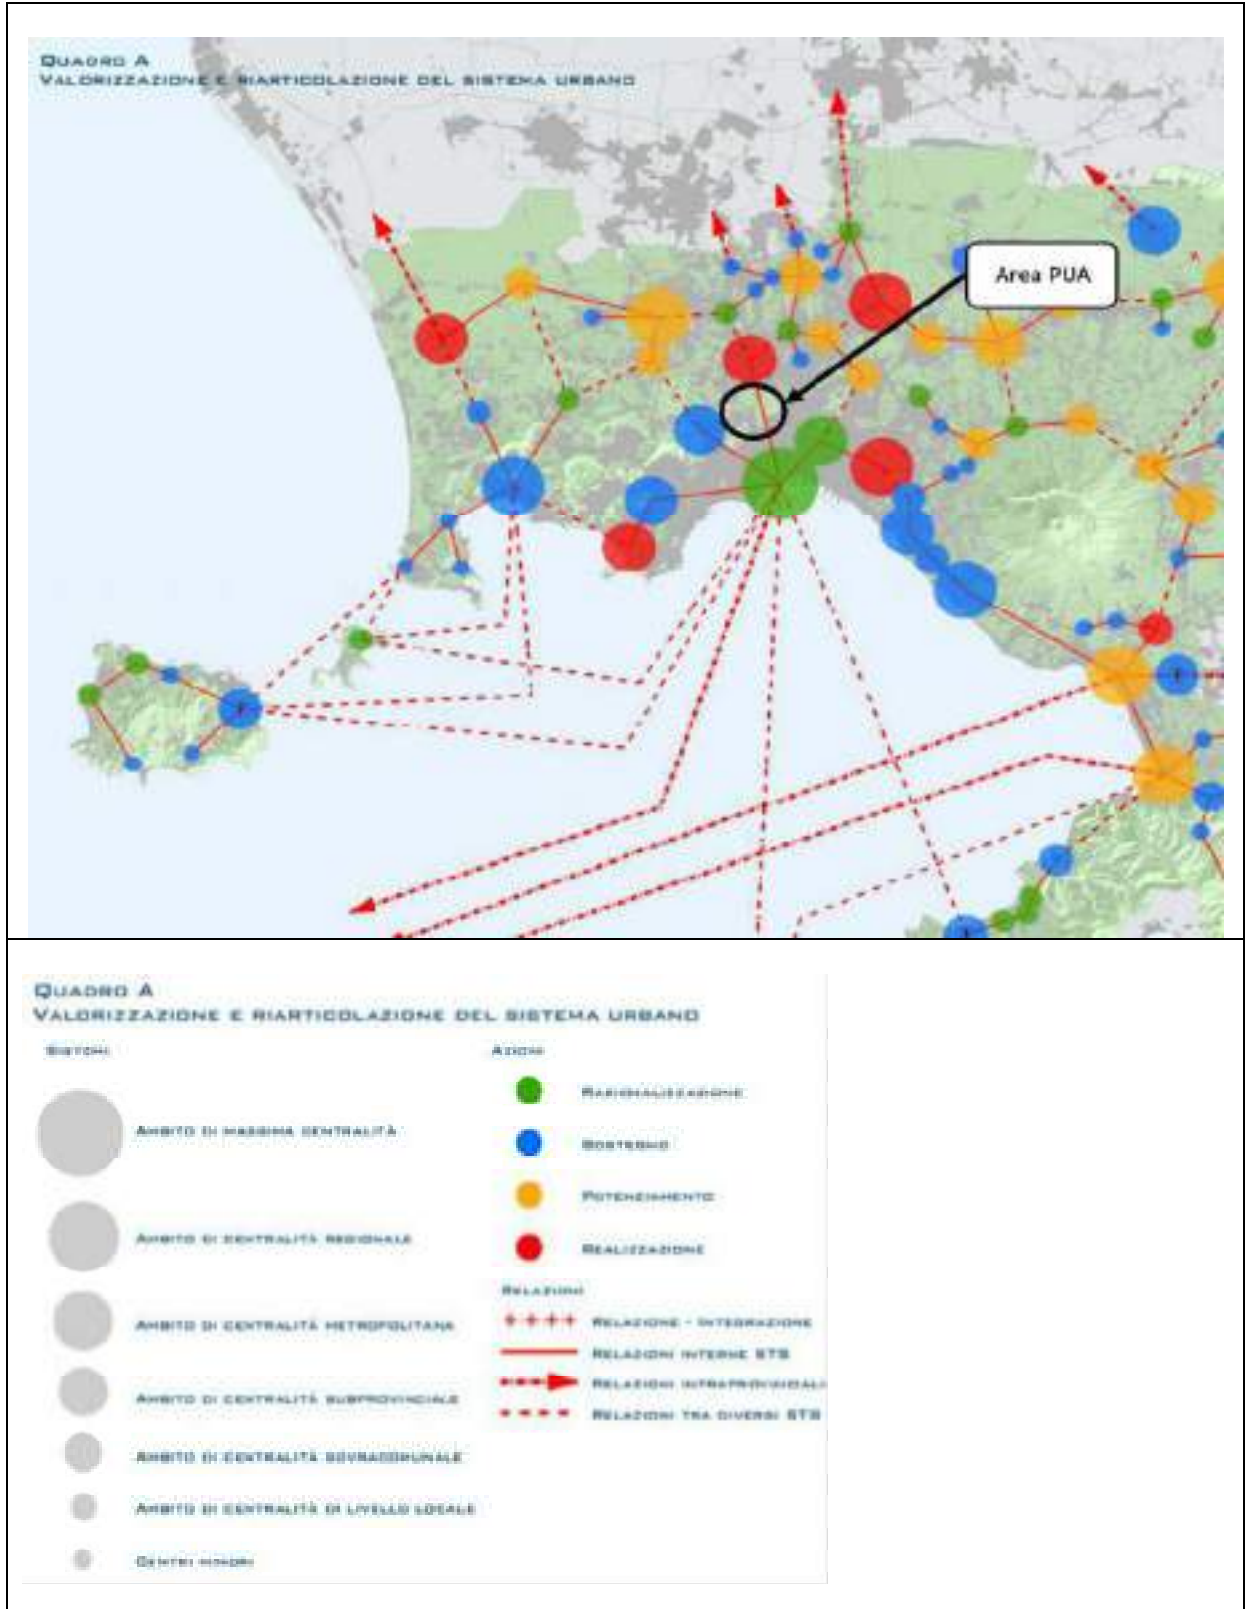 QUADRO A
VALORIZZAZIONE E RIARTICOLAZIONE DEL SISTEMA URBANO
Area PUA
QUADRO A
VALORIZZAZIONE E RIARTICOLAZIONE DEL SISTEMA URBANO
SISTEMI
AMBITO DI MASSIMA CENTRALITÀ
AMBITO DI CENTRALITÀ REGIONALE
AMBITO DI CENTRALITÀ METROPOLITANA
AMBITO DI CENTRALITÀ SUBPROVINCIALE
AMBITO DI CENTRALITÀ SOVRACOMUNALE
AMBITO DI CENTRALITÀ DI LIVELLO LOCALE
CENTRI MINORI
AZIONI
RAZIONALIZZAZIONE
SOSTEGNO
POTENZIAMENTO
REALIZZAZIONE
RELAZIONI
RELAZIONE - INTEGRAZIONE
RELAZIONI INTERNE STS
RELAZIONI INTRAPROVINCIALI
RELAZIONI TRA DIVERSI STS